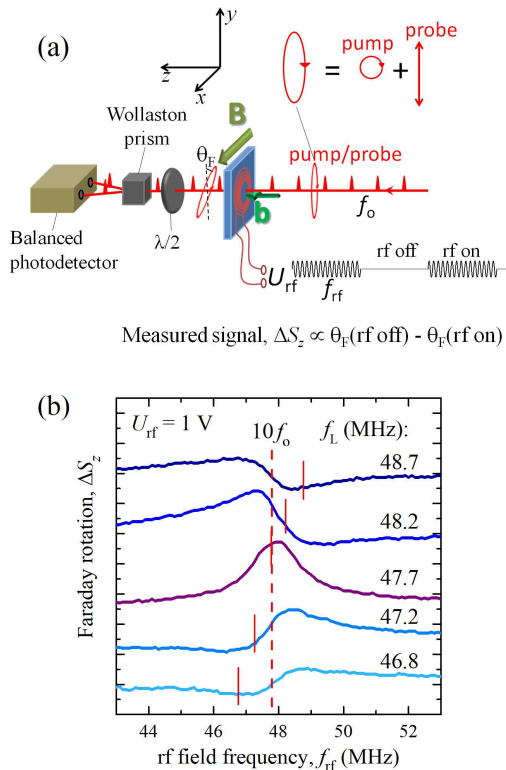 (a)
y
z
x
pump
probe
= +
Wollaston
prism
B
θF
pump/probe
b
fo
λ/2
Balanced
photodetector
Urf
frf
rf off
rf on
Measured signal, ΔSz ∝ θF(rf off) - θF(rf on)
(b)
Urf = 1 V
10fo
fL (MHz):
48.7
48.2
47.7
47.2
46.8
Faraday rotation, ΔSz
44 46 48 50 52
rf field frequency, frf (MHz)